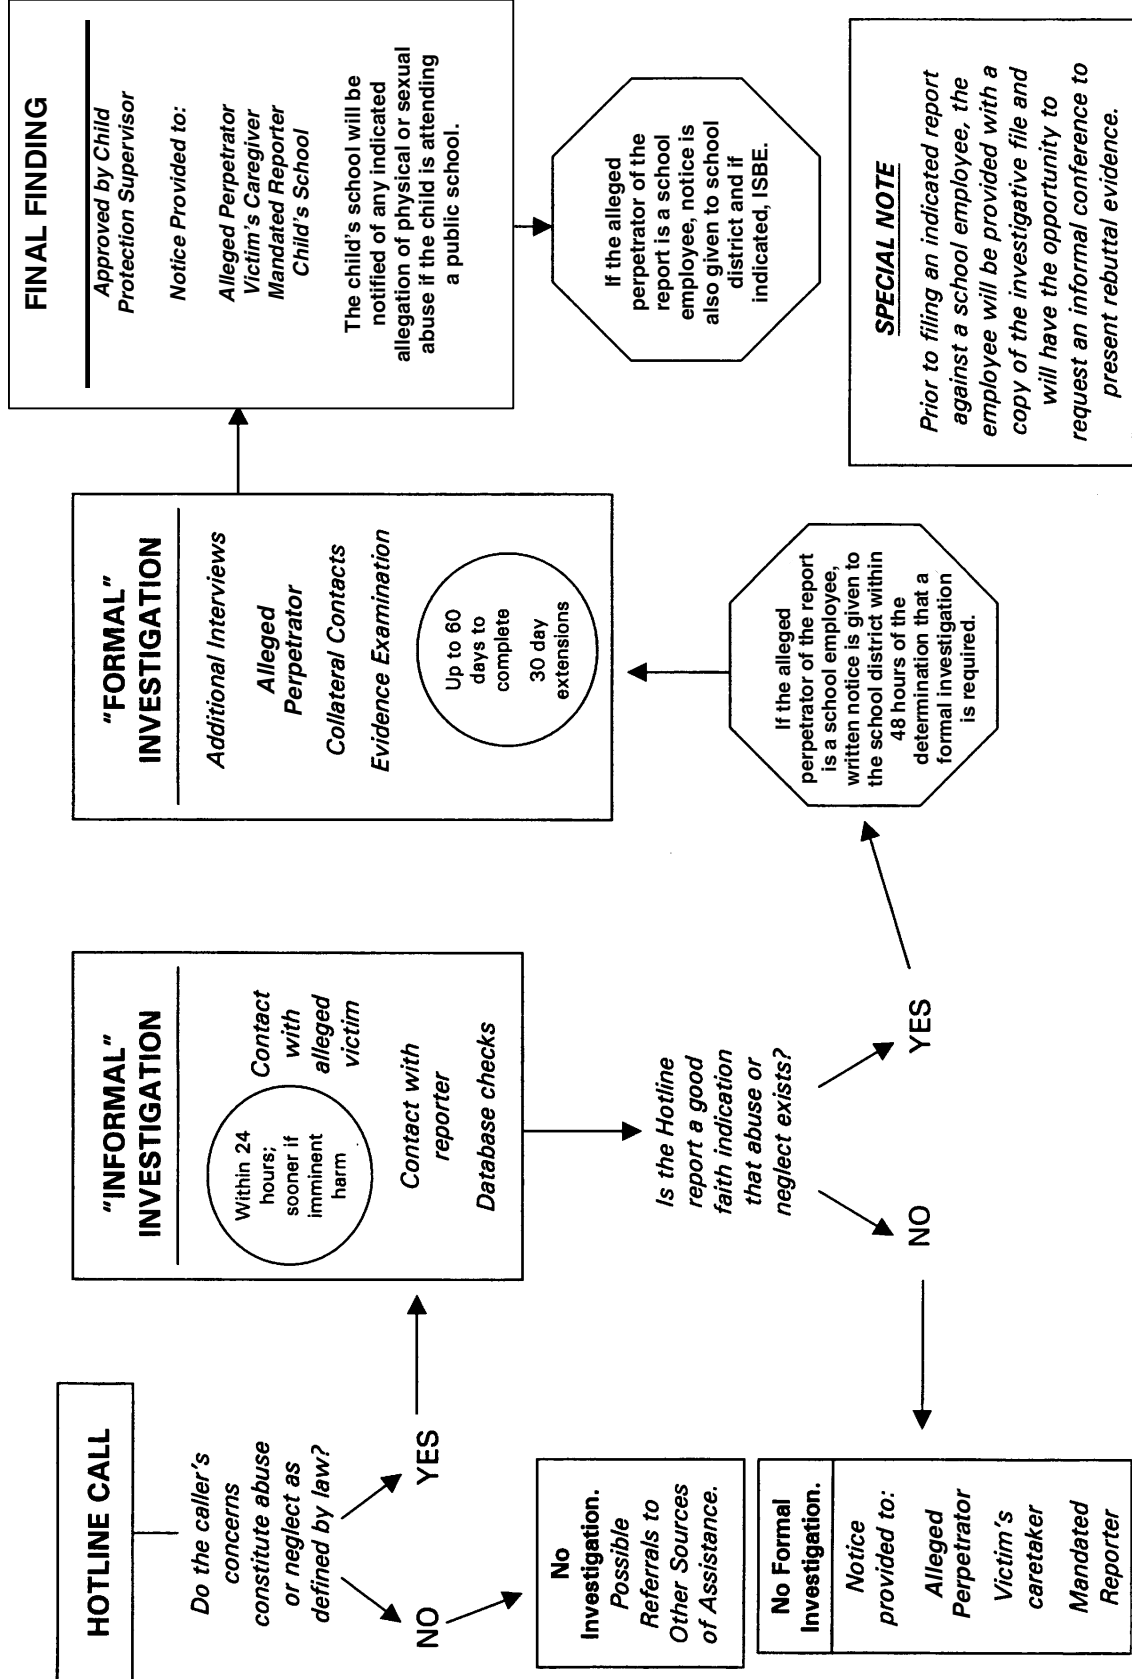 HOTLINE CALL
Do the caller's
concerns
constitute abuse
or neglect as
defined by law?
NO
YES
No
Investigation.
Possible
Referrals to
Other Sources
of Assistance.
"INFORMAL"
INVESTIGATION
Within 24
hours;
sooner if
imminent
harm
Contact
with
alleged
victim
Contact with
reporter
Database checks
Is the Hotline
report a good
faith indication
that abuse or
neglect exists?
NO
YES
No Formal
Investigation.
Notice
provided to:
Alleged
Perpetrator
Victim's
caretaker
Mandated
Reporter
If the alleged
perpetrator of the report
is a school employee,
written notice is given to
the school district within
48 hours of the
determination that a
formal investigation
is required.
"FORMAL"
INVESTIGATION
Additional Interviews
Alleged
Perpetrator
Collateral Contacts
Evidence Examination
Up to 60
days to
complete
30 day
extensions
FINAL FINDING
Approved by Child
Protection Supervisor
Notice Provided to:
Alleged Perpetrator
Victim's Caregiver
Mandated Reporter
Child's School
The child's school will be
notified of any indicated
allegation of physical or sexual
abuse if the child is attending
a public school.
If the alleged
perpetrator of the
report is a school
employee, notice is
also given to school
district and if
indicated, ISBE.
SPECIAL NOTE
Prior to filing an indicated report
against a school employee, the
employee will be provided with a
copy of the investigative file and
will have the opportunity to
request an informal conference to
present rebuttal evidence.